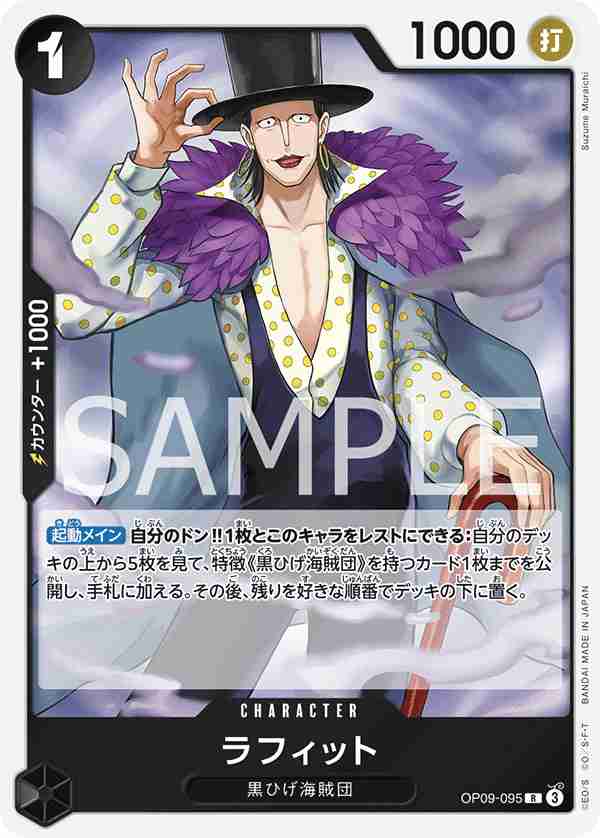 1
1000
打
Suzume Muraichi
カウンター +1000
SAMPLE
起動メイン 自分のドン!!1枚とこのキャラをレストにできる:自分のデッ
キの上から5枚を見て、特徴《黒ひげ海賊団》を持つカード1枚までを公
開し、手札に加える。その後、残りを好きな順番でデッキの下に置く。
CHARACTER
ラフィット
黒ひげ海賊団
OP09-095 R 3
©E.O/S ©O/S・F・T BANDAI MADE IN JAPAN